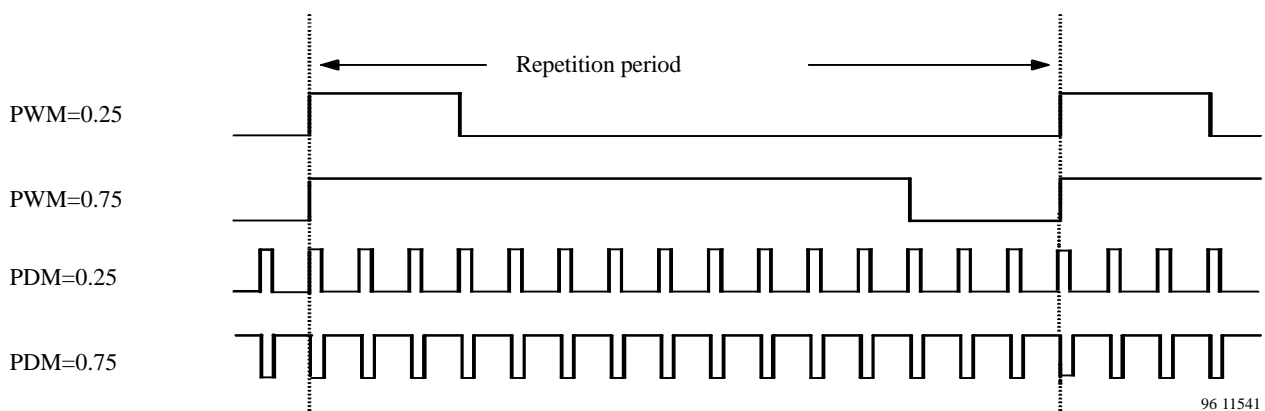 Repetition period
PWM=0.25
PWM=0.75
PDM=0.25
PDM=0.75
96 11541